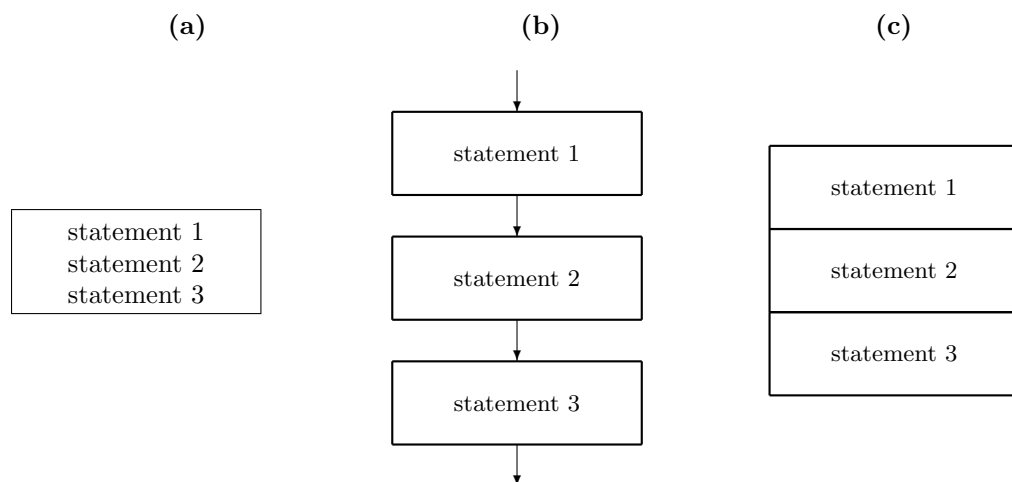 (a)
(b)
(c)
statement 1
statement 2
statement 3
statement 1
statement 2
statement 3
statement 1
statement 2
statement 3